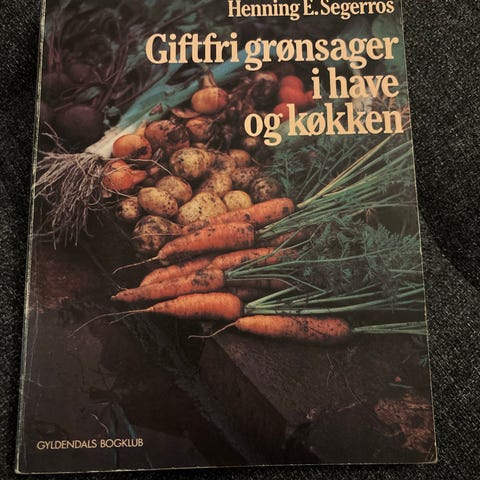 Henning E. Segerros
Giftfri grønsager
i have
og køkken
GYLDENDALS BOGKLUB